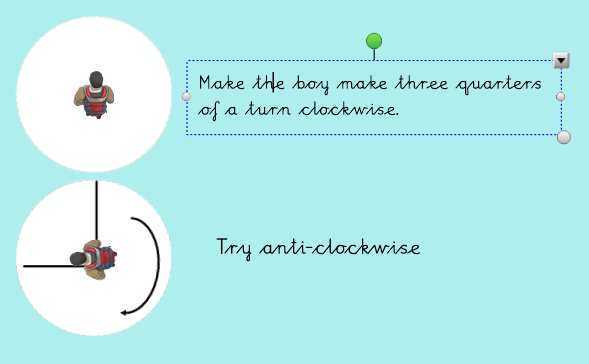 Make the boy make three quarters
of a turn clockwise.
Try anti-clockwise